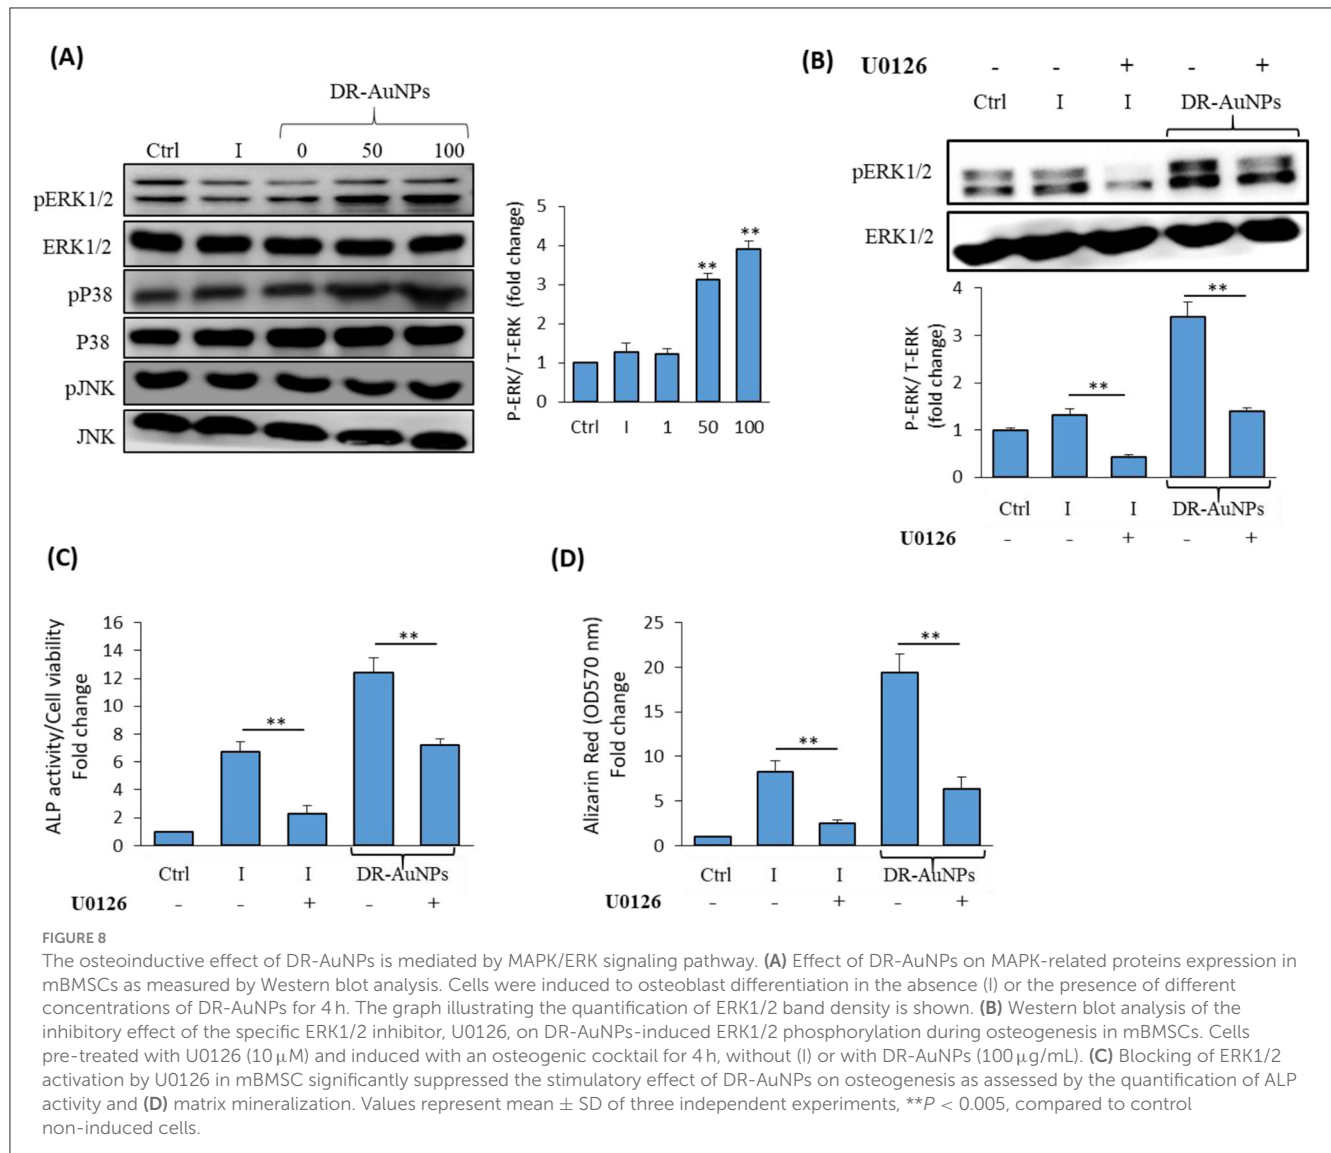 (A)
DR-AuNPs
Ctrl I 0 50 100
pERK1/2
ERK1/2
pP38
P38
pJNK
JNK
P-ERK/ T-ERK (fold change)
5
4
3
2
1
0
** **
Ctrl I 1 50 100
(B)
U0126 - - + - +
Ctrl I I DR-AuNPs
pERK1/2
ERK1/2
P-ERK/ T-ERK
(fold change)
4
3
2
1
0
** **
Ctrl I I DR-AuNPs
U0126 - - + - +
(C)
ALP activity/Cell viability
Fold change
16
14
12
10
8
6
4
2
0
** **
Ctrl I I DR-AuNPs
U0126 - - + - +
(D)
Alizarin Red (OD570 nm)
Fold change
25
20
15
10
5
0
** **
Ctrl I I DR-AuNPs
U0126 - - + - +
FIGURE 8
The osteoinductive effect of DR-AuNPs is mediated by MAPK/ERK signaling pathway. (A) Effect of DR-AuNPs on MAPK-related proteins expression in
mBMSCs as measured by Western blot analysis. Cells were induced to osteoblast differentiation in the absence (I) or the presence of different
concentrations of DR-AuNPs for 4 h. The graph illustrating the quantification of ERK1/2 band density is shown. (B) Western blot analysis of the
inhibitory effect of the specific ERK1/2 inhibitor, U0126, on DR-AuNPs-induced ERK1/2 phosphorylation during osteogenesis in mBMSCs. Cells
pre-treated with U0126 (10 μM) and induced with an osteogenic cocktail for 4 h, without (I) or with DR-AuNPs (100 μg/mL). (C) Blocking of ERK1/2
activation by U0126 in mBMSC significantly suppressed the stimulatory effect of DR-AuNPs on osteogenesis as assessed by the quantification of ALP
activity and (D) matrix mineralization. Values represent mean ± SD of three independent experiments, **P < 0.005, compared to control
non-induced cells.